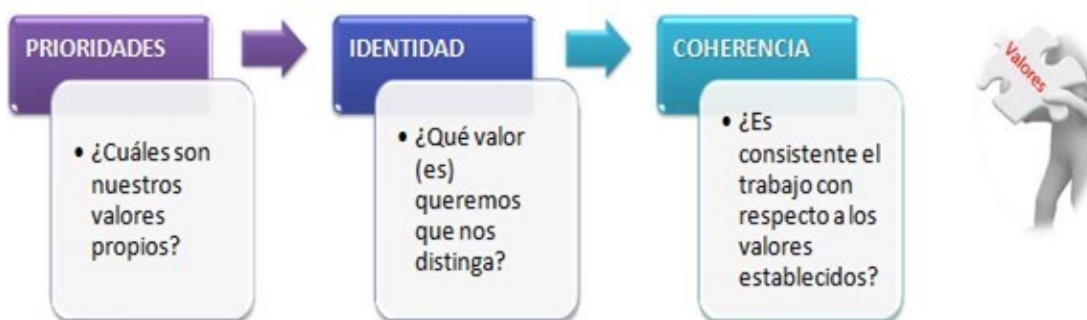 PRIORIDADES
• ¿Cuáles son
nuestros
valores
propios?
IDENTIDAD
• ¿Qué valor
(es)
queremos
que nos
distinga?
COHERENCIA
• ¿Es
consistente el
trabajo con
respecto a los
valores
establecidos?
Valores